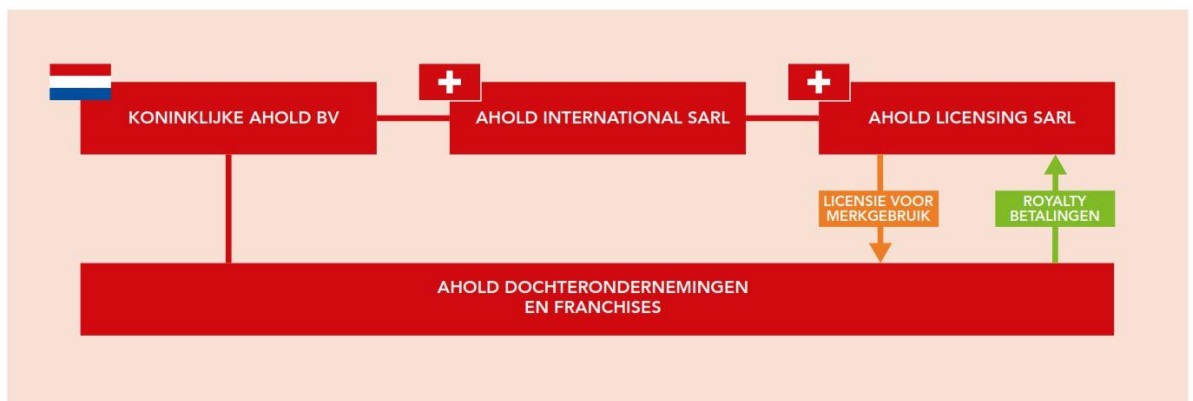 KONINKLIJKE AHOLD BV
AHOLD INTERNATIONAL SARL
AHOLD LICENSING SARL
LICENSIE VOOR
MERKGEBRUIK
ROYALTY
BETALINGEN
AHOLD DOCHTERONDERNEMINGEN
EN FRANCHISES